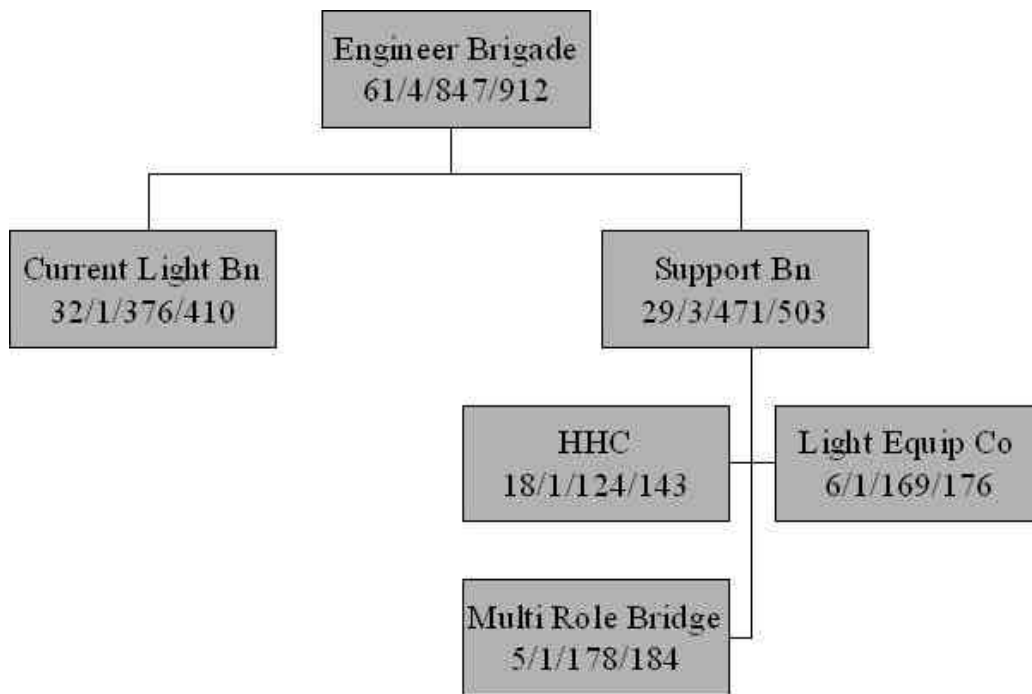 Engineer Brigade
61/4/847/912
Current Light Bn
32/1/376/410
Support Bn
29/3/471/503
HHC
18/1/124/143
Light Equip Co
6/1/169/176
Multi Role Bridge
5/1/178/184